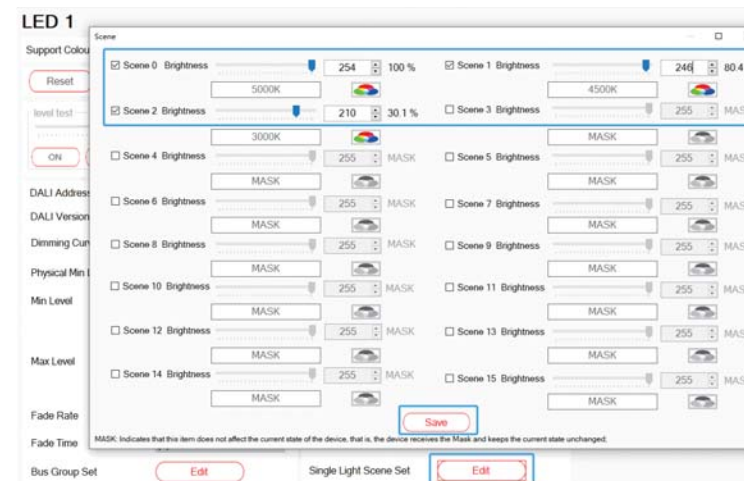 LED 1
Scene
Support Colou
Reset
level test
ON
DALI Address
DALI Version
Dimming Cur
Physical Min L
Min Level
Max Level
Fade Rate
Fade Time
Bus Group Set
Edit
Single Light Scene Set
Edit
Scene 0 Brightness 254 100 % Scene 1 Brightness 246 80.4
5000K 4500K
Scene 2 Brightness 210 30.1 % Scene 3 Brightness 255 MAS
3000K MASK
Scene 4 Brightness 255 MASK Scene 5 Brightness 255 MAS
MASK MASK
Scene 6 Brightness 255 MASK Scene 7 Brightness 255 MAS
MASK MASK
Scene 8 Brightness 255 MASK Scene 9 Brightness 255 MAS
MASK MASK
Scene 10 Brightness 255 MASK Scene 11 Brightness 255 MAS
MASK MASK
Scene 12 Brightness 255 MASK Scene 13 Brightness 255 MAS
MASK MASK
Scene 14 Brightness 255 MASK Scene 15 Brightness 255 MAS
MASK MASK
Save
MASK: Indicates that this item does not affect the current state of the device, that is, the device receives the Mask and keeps the current state unchanged;